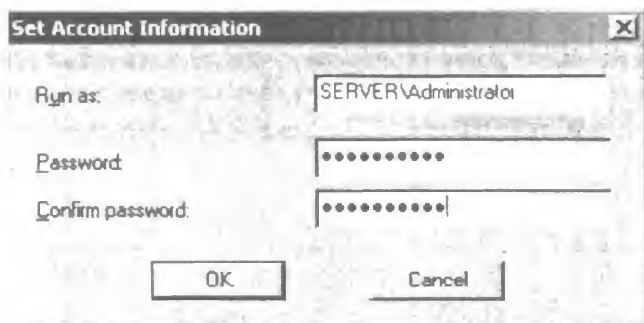 Set Account Information
Run as:
SERVER\Administrator
Password:
••••••••••
Confirm password:
••••••••••
OK
Cancel